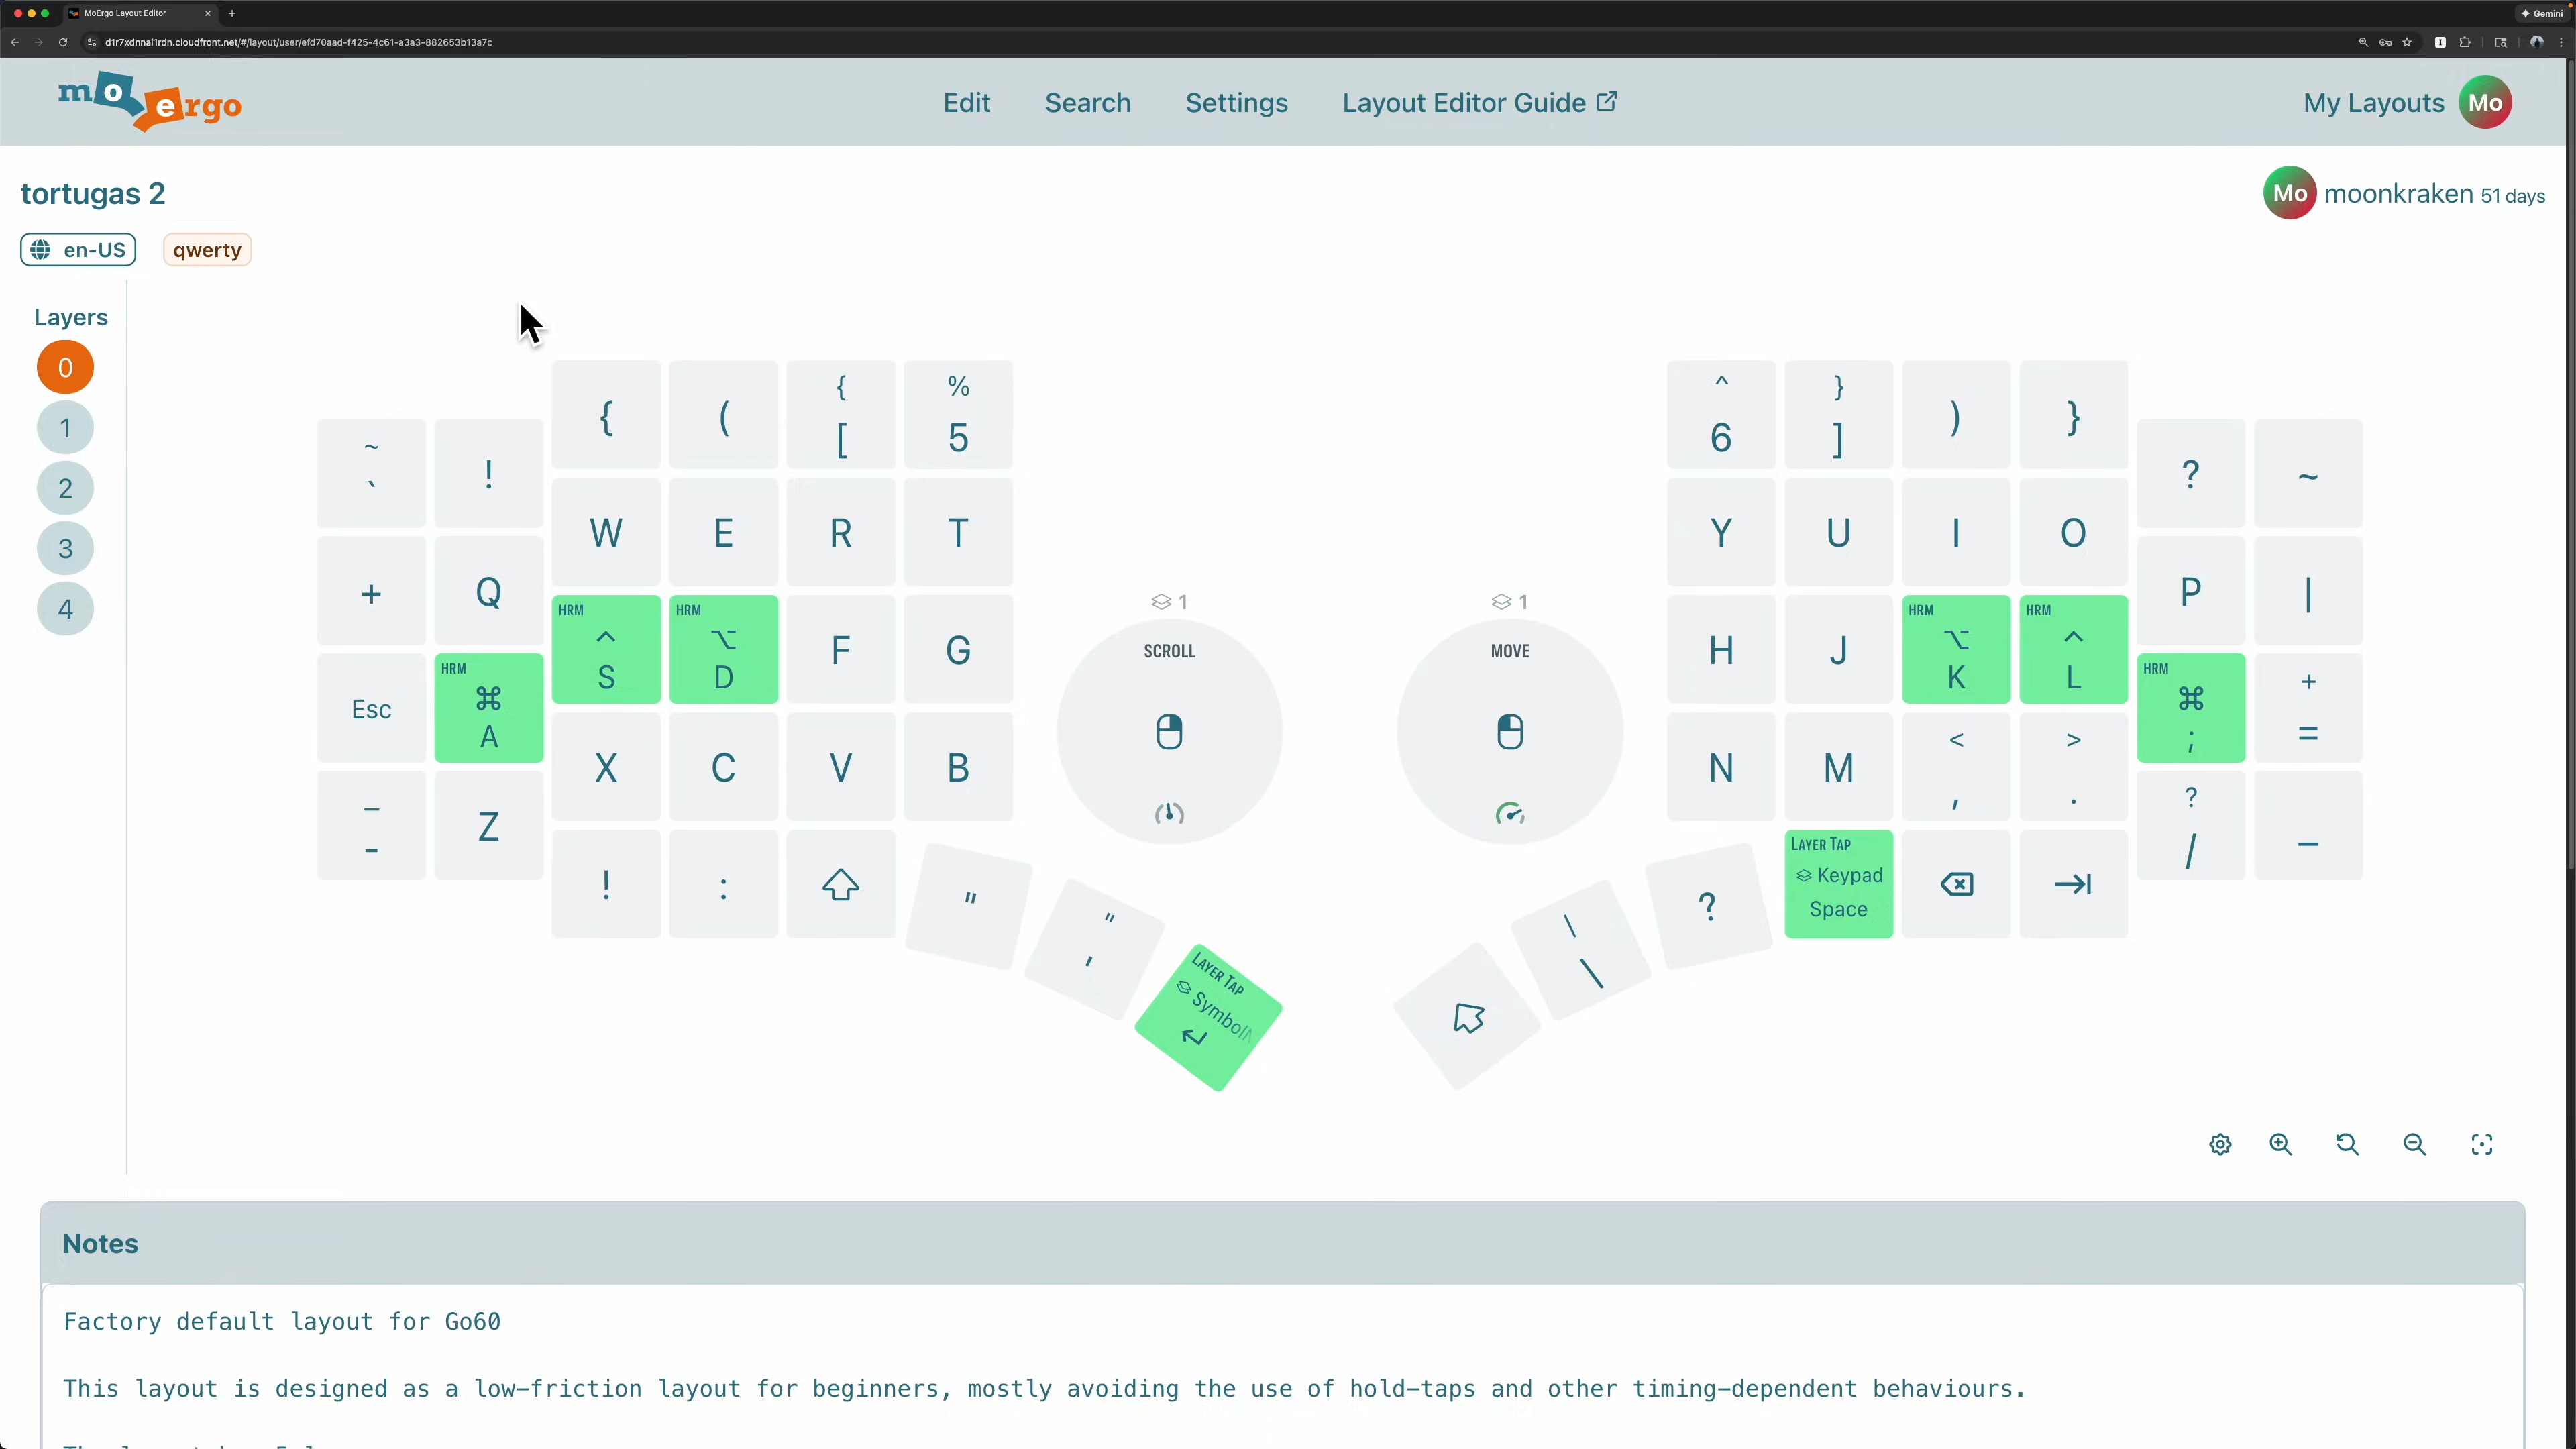 MoErgo Layout Editor
Gemini
d1r7xdnnai1rdn.cloudfront.net/#/layout/user/efd70aad-f425-4c61-a3a3-882653b13a7c
moergo
Edit Search Settings Layout Editor Guide
My Layouts Mo
tortugas 2
Mo moonkraken 51 days
en-US qwerty
Layers
0
1
2
3
4
{ ( { [ % 5 ^ 6 } ] ) }
~ ` ! ? ~
W E R T Y U I O
+ Q P |
HRM ^ S HRM ⌥ D F G H J HRM ⌥ K HRM ^ L
1 1
SCROLL MOVE
Esc HRM ⌘ A HRM ⌘ ; + =
X C V B N M < , > .
_ - Z ? / –
! : " ? LAYER TAP Keypad Space
" ' \ \
LAYER TAP
Notes
Factory default layout for Go60
This layout is designed as a low-friction layout for beginners, mostly avoiding the use of hold-taps and other timing-dependent behaviours.